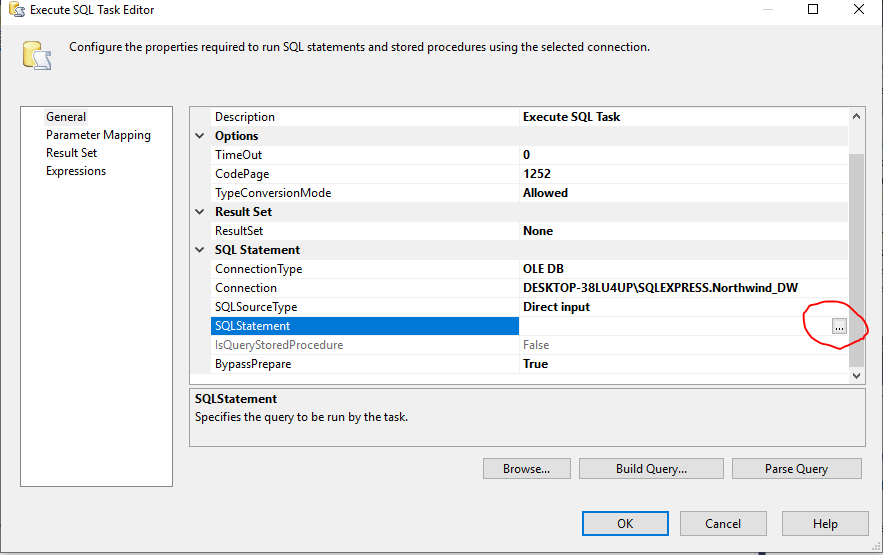 Execute SQL Task Editor
Configure the properties required to run SQL statements and stored procedures using the selected connection.
General
Parameter Mapping
Result Set
Expressions
Description Execute SQL Task
Options
TimeOut 0
CodePage 1252
TypeConversionMode Allowed
Result Set
ResultSet None
SQL Statement
ConnectionType OLE DB
Connection DESKTOP-38LU4UP\SQLEXPRESS.Northwind_DW
SQLSourceType Direct input
SQLStatement ...
IsQueryStoredProcedure False
BypassPrepare True
SQLStatement
Specifies the query to be run by the task.
Browse... Build Query... Parse Query
OK Cancel Help